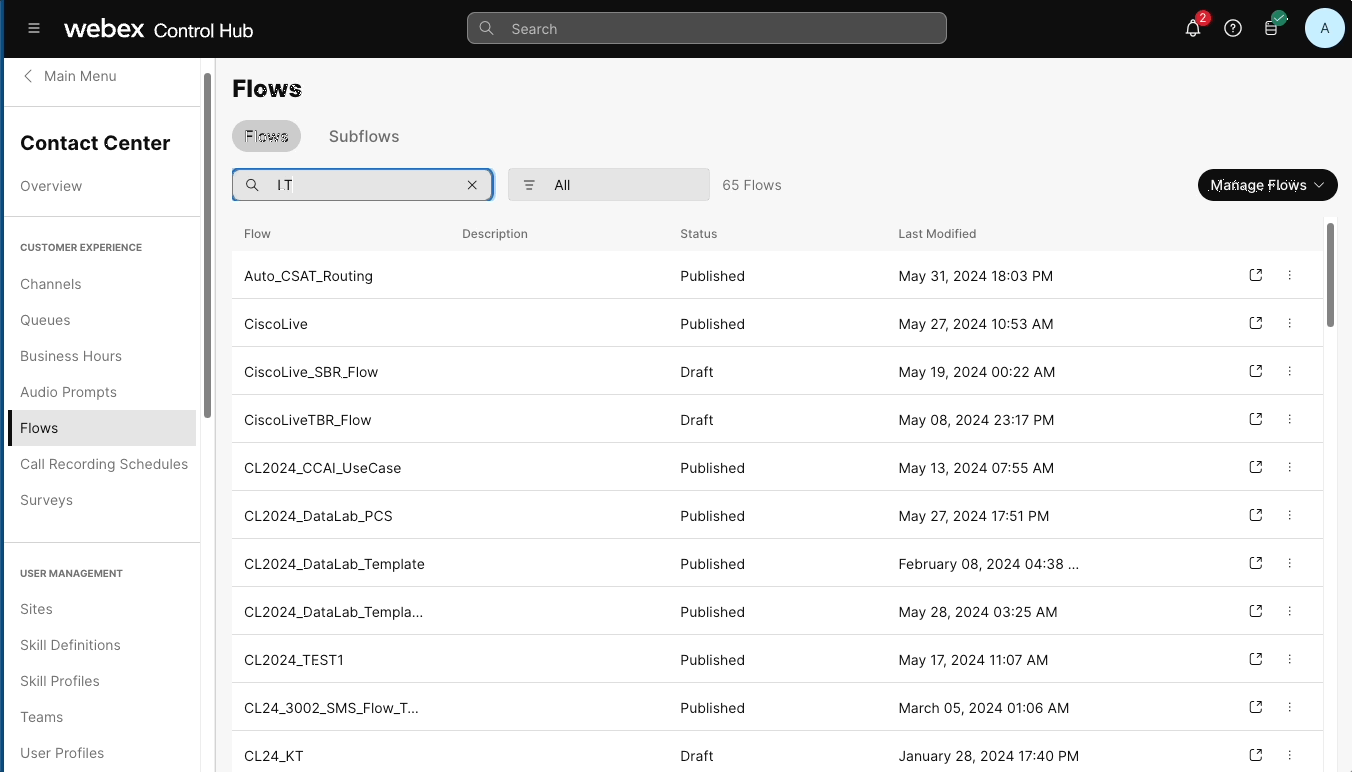 webex Control Hub
Search
2
A
Main Menu
Contact Center
Overview
CUSTOMER EXPERIENCE
Channels
Queues
Business Hours
Audio Prompts
Flows
Call Recording Schedules
Surveys
USER MANAGEMENT
Sites
Skill Definitions
Skill Profiles
Teams
User Profiles
Flows
Flows Subflows
LT All 65 Flows Manage Flows
Flow Description Status Last Modified
Auto_CSAT_Routing Published May 31, 2024 18:03 PM
CiscoLive Published May 27, 2024 10:53 AM
CiscoLive_SBR_Flow Draft May 19, 2024 00:22 AM
CiscoLiveTBR_Flow Draft May 08, 2024 23:17 PM
CL2024_CCAI_UseCase Published May 13, 2024 07:55 AM
CL2024_DataLab_PCS Published May 27, 2024 17:51 PM
CL2024_DataLab_Template Published February 08, 2024 04:38 ...
CL2024_DataLab_Templa... Published May 28, 2024 03:25 AM
CL2024_TEST1 Published May 17, 2024 11:07 AM
CL24_3002_SMS_Flow_T... Published March 05, 2024 01:06 AM
CL24_KT Draft January 28, 2024 17:40 PM